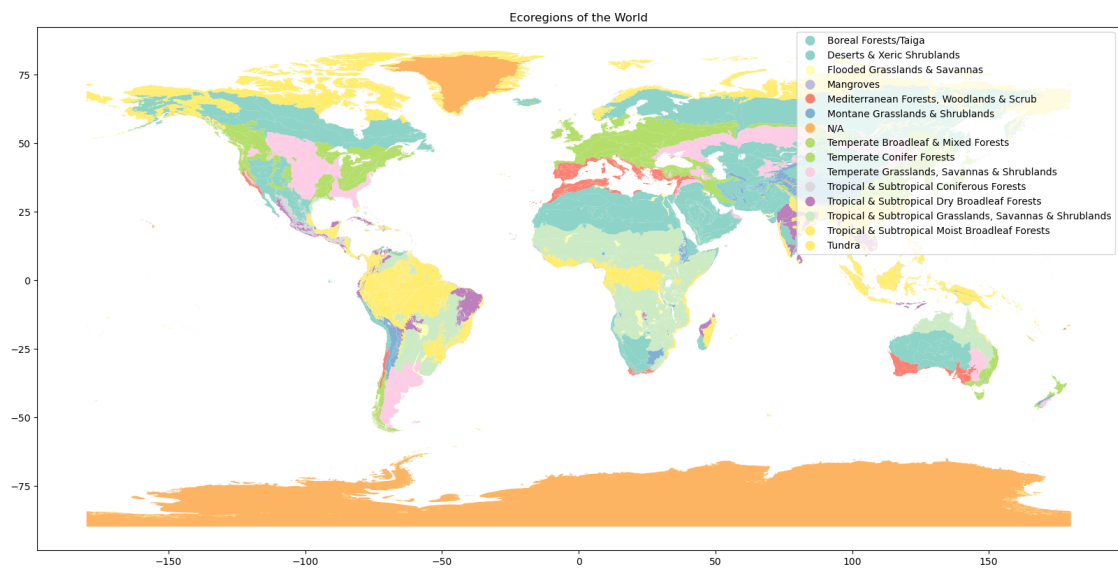 Ecoregions of the World
Boreal Forests/Taiga
Deserts & Xeric Shrublands
Flooded Grasslands & Savannas
Mangroves
Mediterranean Forests, Woodlands & Scrub
Montane Grasslands & Shrublands
N/A
Temperate Broadleaf & Mixed Forests
Temperate Conifer Forests
Temperate Grasslands, Savannas & Shrublands
Tropical & Subtropical Coniferous Forests
Tropical & Subtropical Dry Broadleaf Forests
Tropical & Subtropical Grasslands, Savannas & Shrublands
Tropical & Subtropical Moist Broadleaf Forests
Tundra
75
50
25
0
−25
−50
−75
−150 −100 −50 0 50 100 150